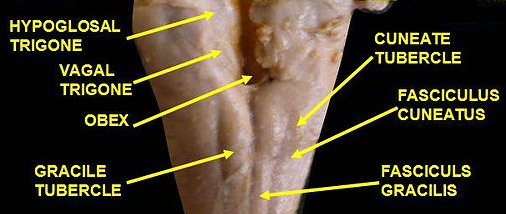 HYPOGLOSAL
TRIGONE
VAGAL
TRIGONE
OBEX
GRACILE
TUBERCLE
CUNEATE
TUBERCLE
FASCICULUS
CUNEATUS
FASCICULS
GRACILIS